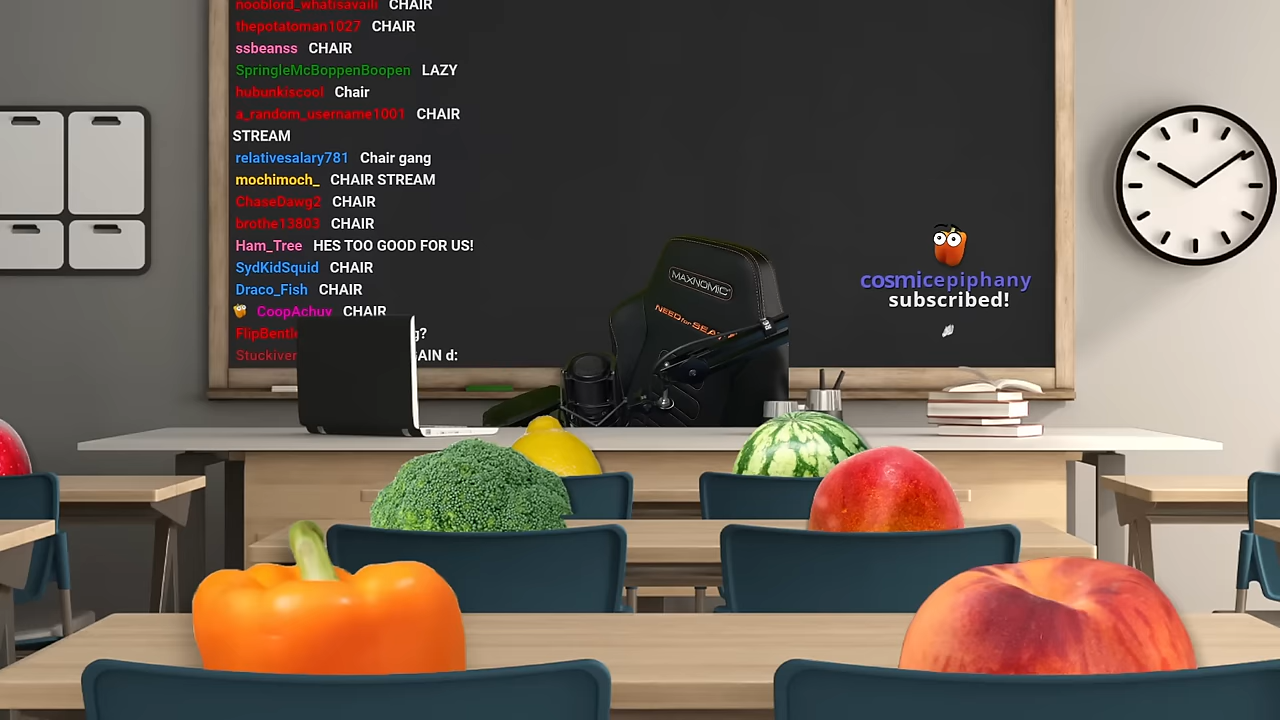 nooblord_whatisavaili CHAIR
thepotatoman1027 CHAIR
ssbeanss CHAIR
SpringleMcBoppenBoopen LAZY
hubunkiscool Chair
a_random_username1001 CHAIR
STREAM
relativesalary781 Chair gang
mochimoch_ CHAIR STREAM
ChaseDawg2 CHAIR
brothe13803 CHAIR
Ham_Tree HES TOO GOOD FOR US!
SydKidSquid CHAIR
Draco_Fish CHAIR
CoopAchuv CHAIR
d:
MAXNOMIC
NEED for
cosmicepiphany
subscribed!